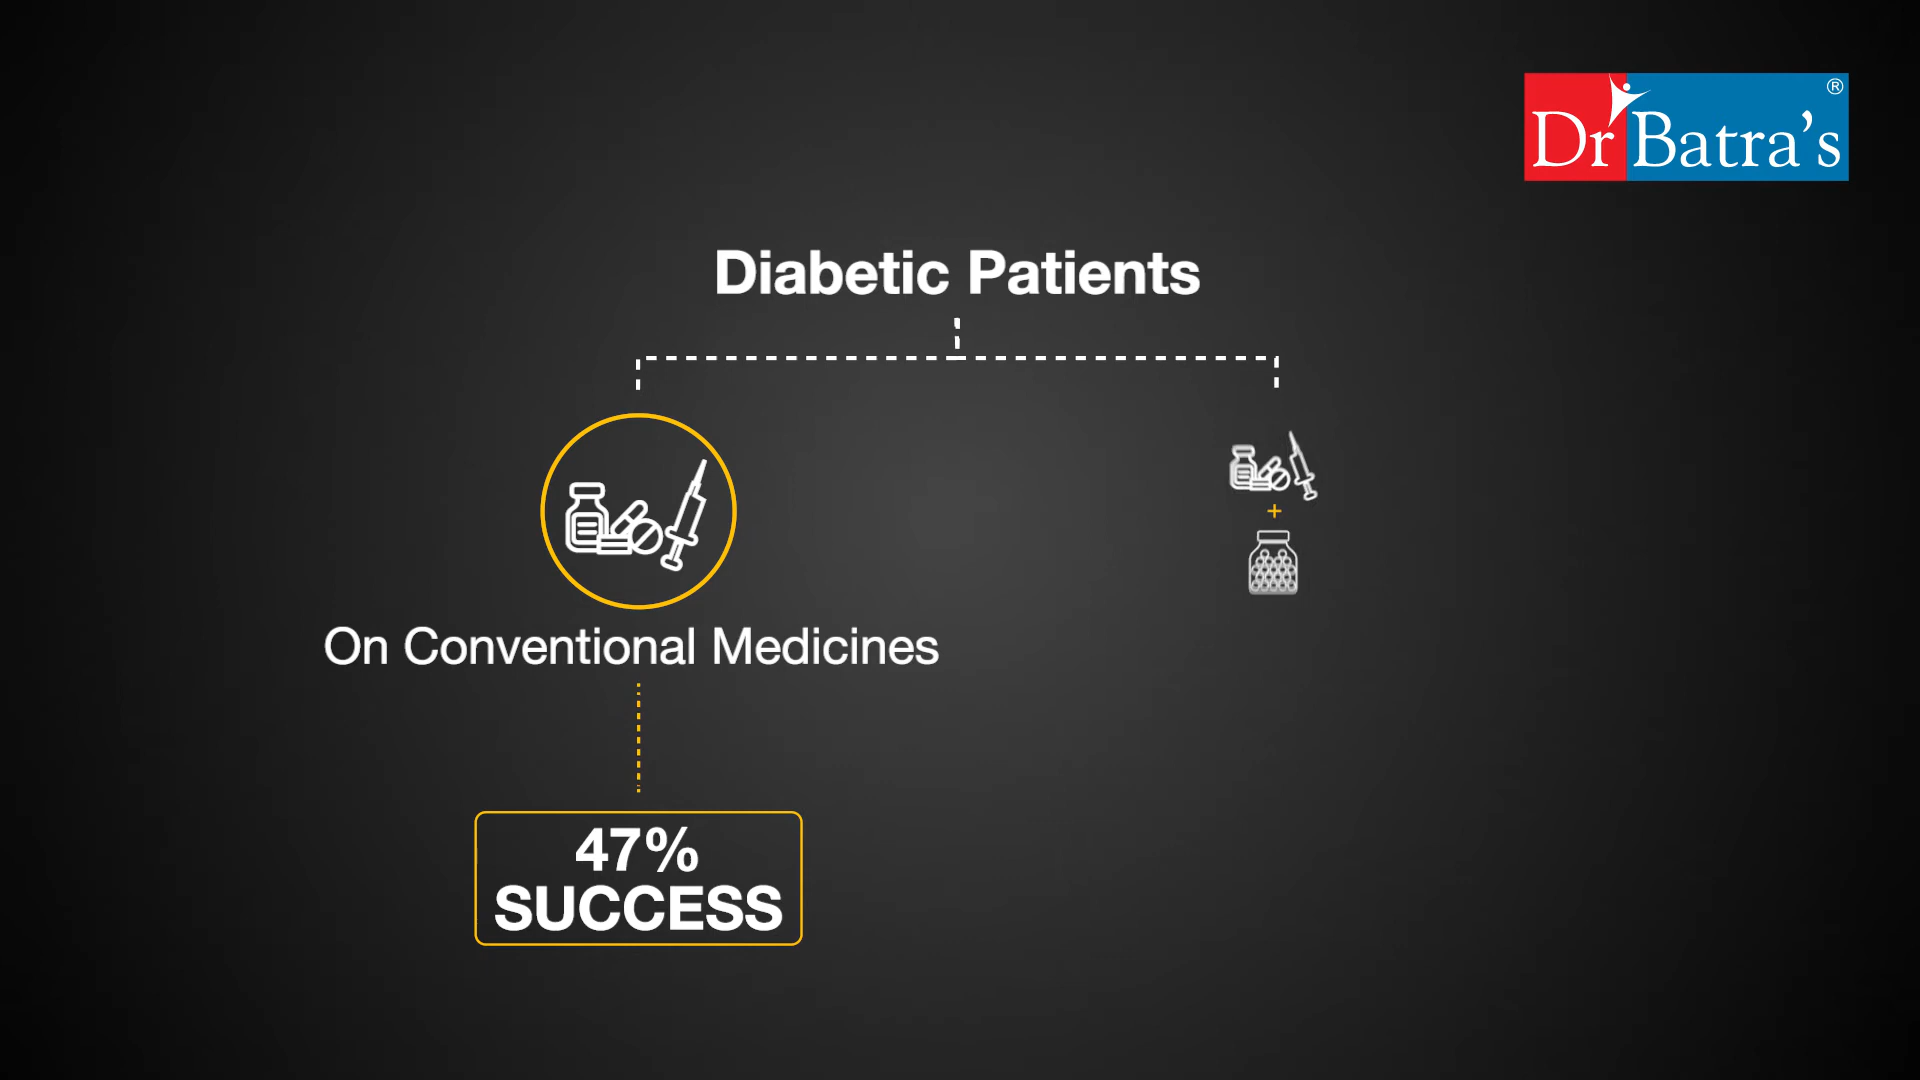 Dr Batra's®
Diabetic Patients
+
On Conventional Medicines
47%
SUCCESS